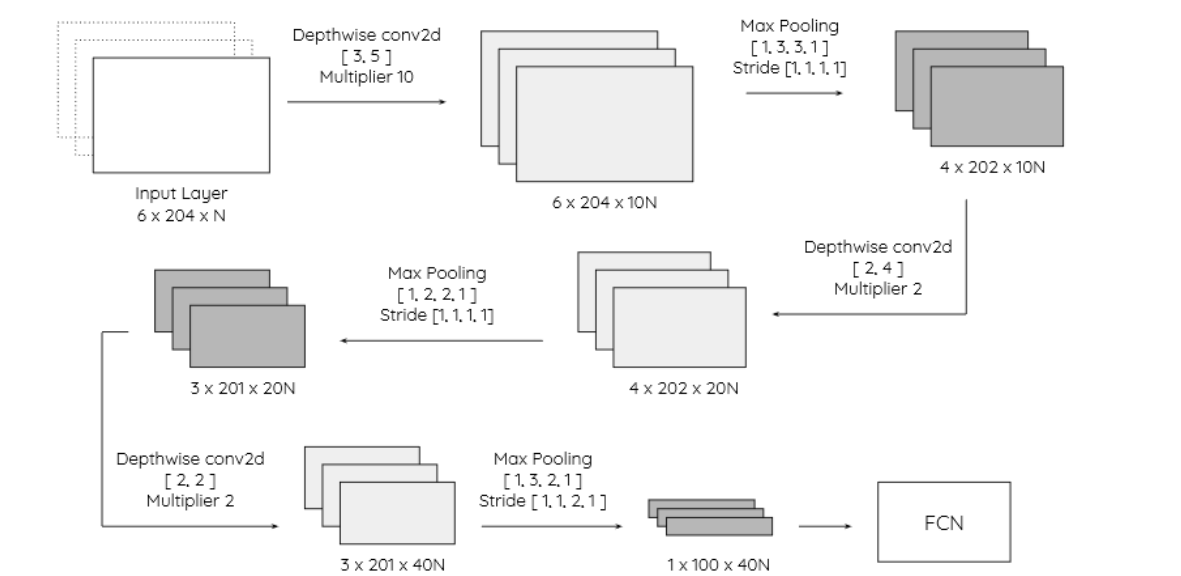 Depthwise conv2d
[ 3, 5 ]
Multiplier 10
Max Pooling
[ 1, 3, 3, 1 ]
Stride [1, 1, 1, 1]
Input Layer
6 x 204 x N
6 x 204 x 10N
4 x 202 x 10N
Depthwise conv2d
[ 2, 4 ]
Multiplier 2
4 x 202 x 20N
Max Pooling
[ 1, 2, 2, 1 ]
Stride [1, 1, 1, 1]
3 x 201 x 20N
Depthwise conv2d
[ 2, 2 ]
Multiplier 2
3 x 201 x 40N
Max Pooling
[ 1, 3, 2, 1 ]
Stride [ 1, 1, 2, 1 ]
1 x 100 x 40N
FCN